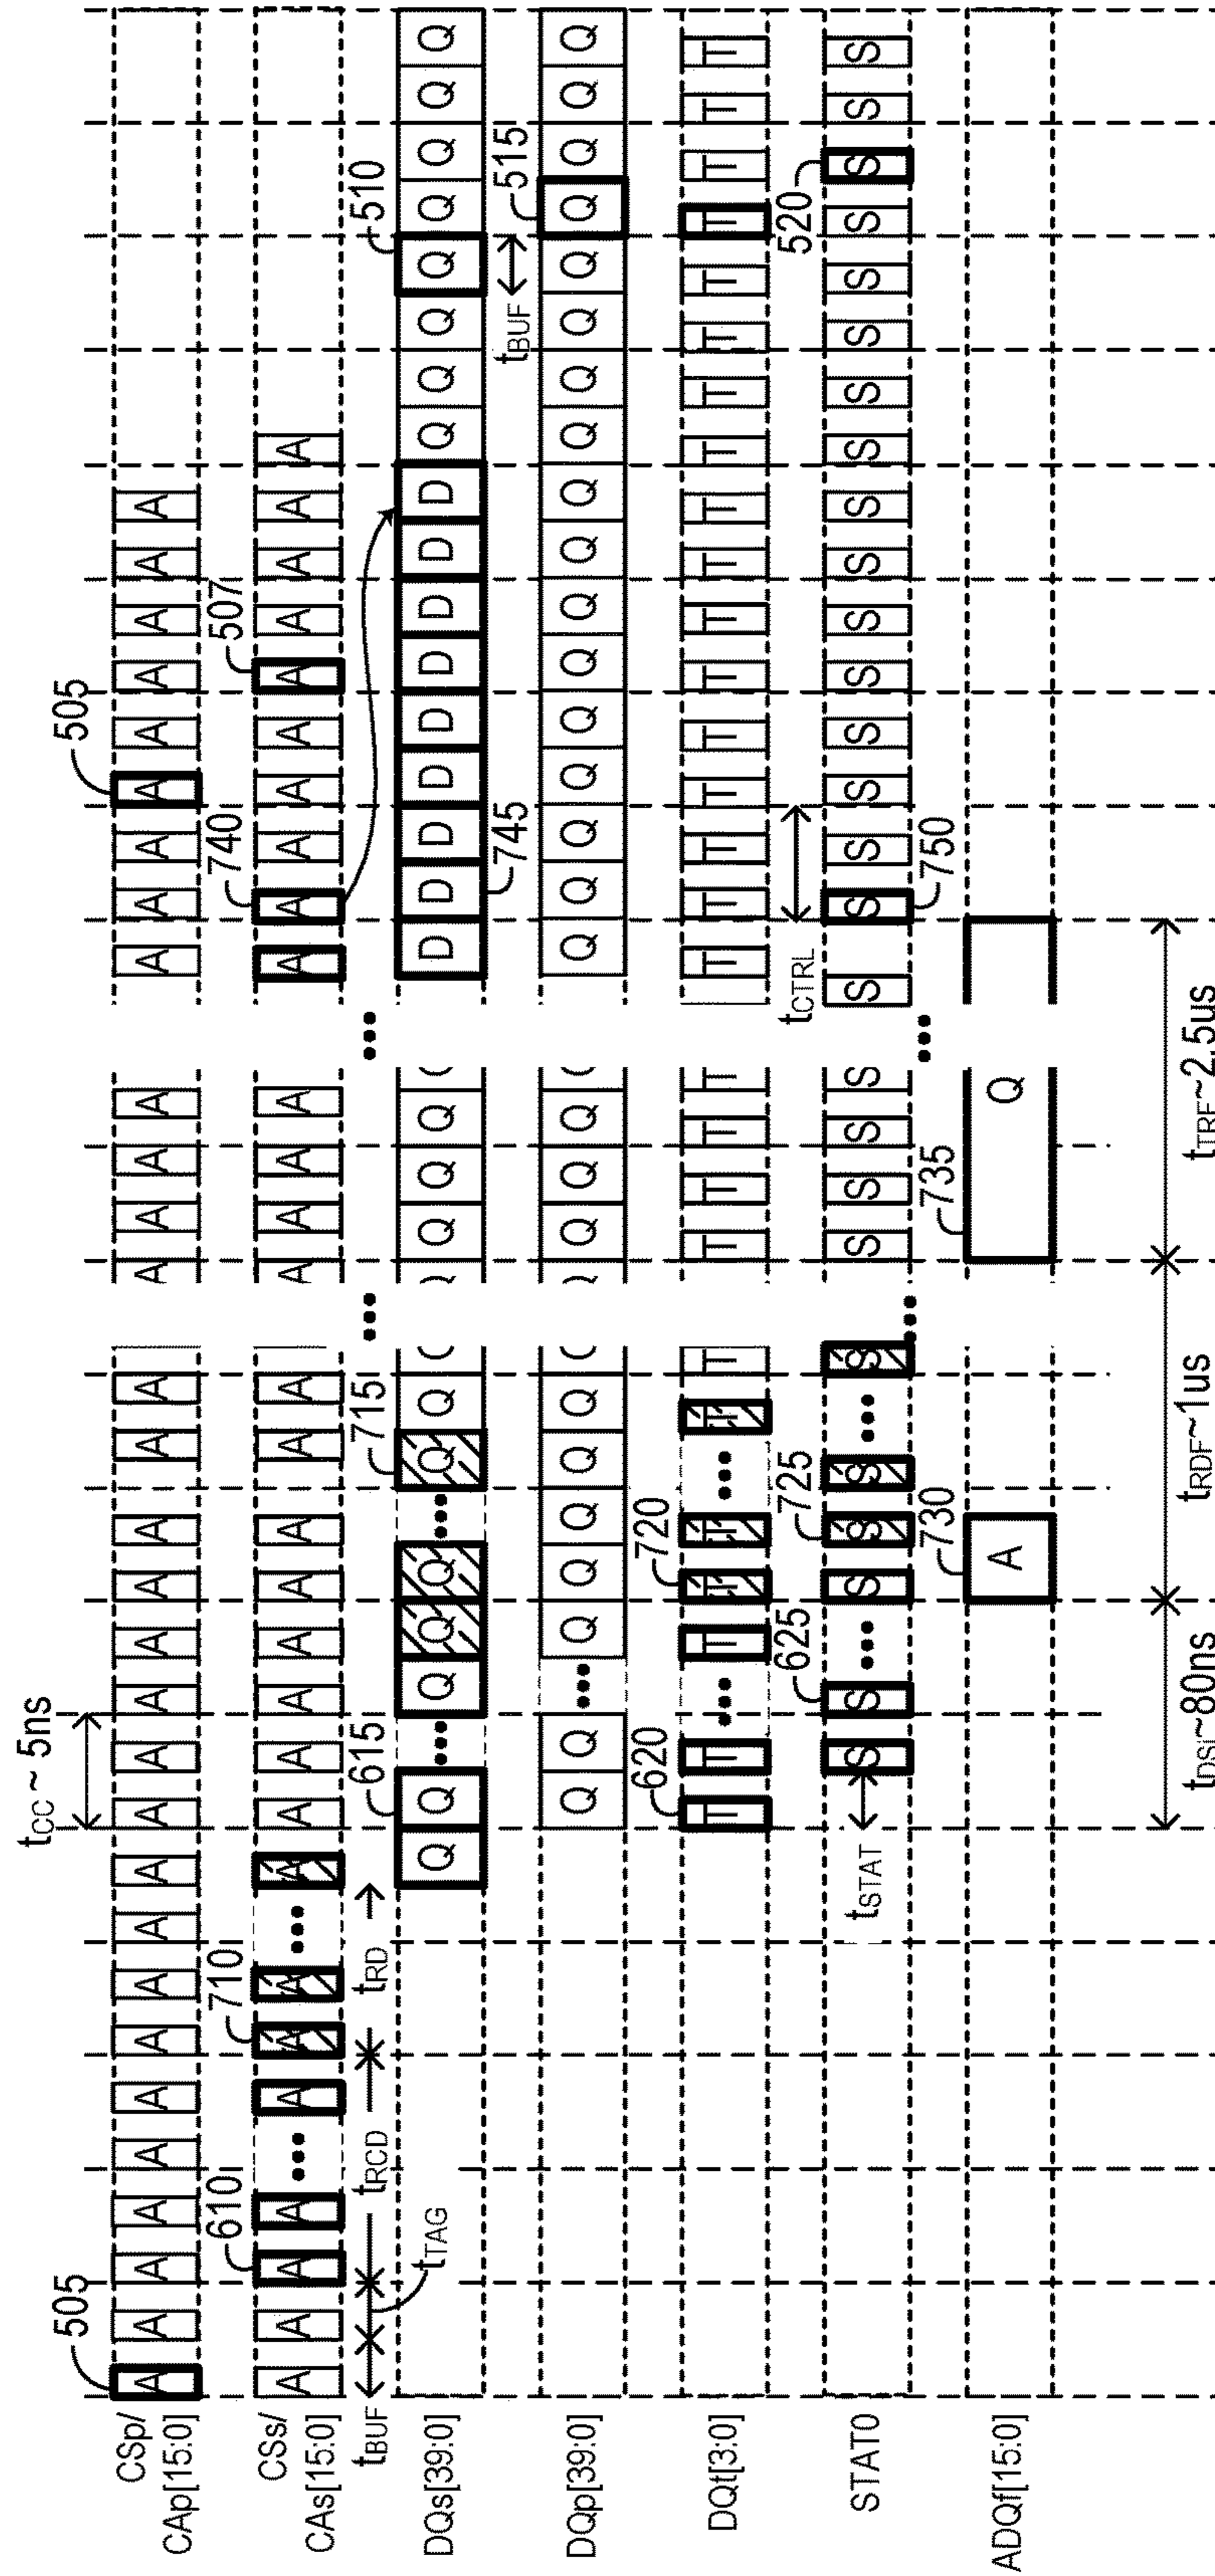 tCC ~ 5ns
505 505
CSp/
CAp[15:0] A A A A A A A A A A A A A A A A A A A A A A A A A A A A A A A
610 710 740 507
CSs/
CAs[15:0] A A A A ••• A A A ••• A A A A A A A A A A A A A A A A A A A A A A A
tBUF tTAG tRCD tRD 615 ••• 715 ••• 510
DQs[39:0] Q Q ••• Q Q Q ••• Q Q Q Q Q D D D D D D D D D Q Q Q Q Q Q Q Q
745 tBUF 515
DQp[39:0] Q Q ••• Q Q Q Q Q Q Q Q Q Q Q Q Q Q Q Q Q Q Q Q Q Q Q Q Q
620 720
DQt[3:0] T T ••• T T T ••• T T T T T T T T T T T T T T T T T T T T T T T
tSTAT 625 725 tCTRL 520
STAT0 S S ••• S S S ••• S S S S S S S S S S S S S S S S S S S S S S
730 ••• 735 ••• 750
ADQf[15:0] A Q
tDSi~80ns tRDF~1us tTRF~2.5us